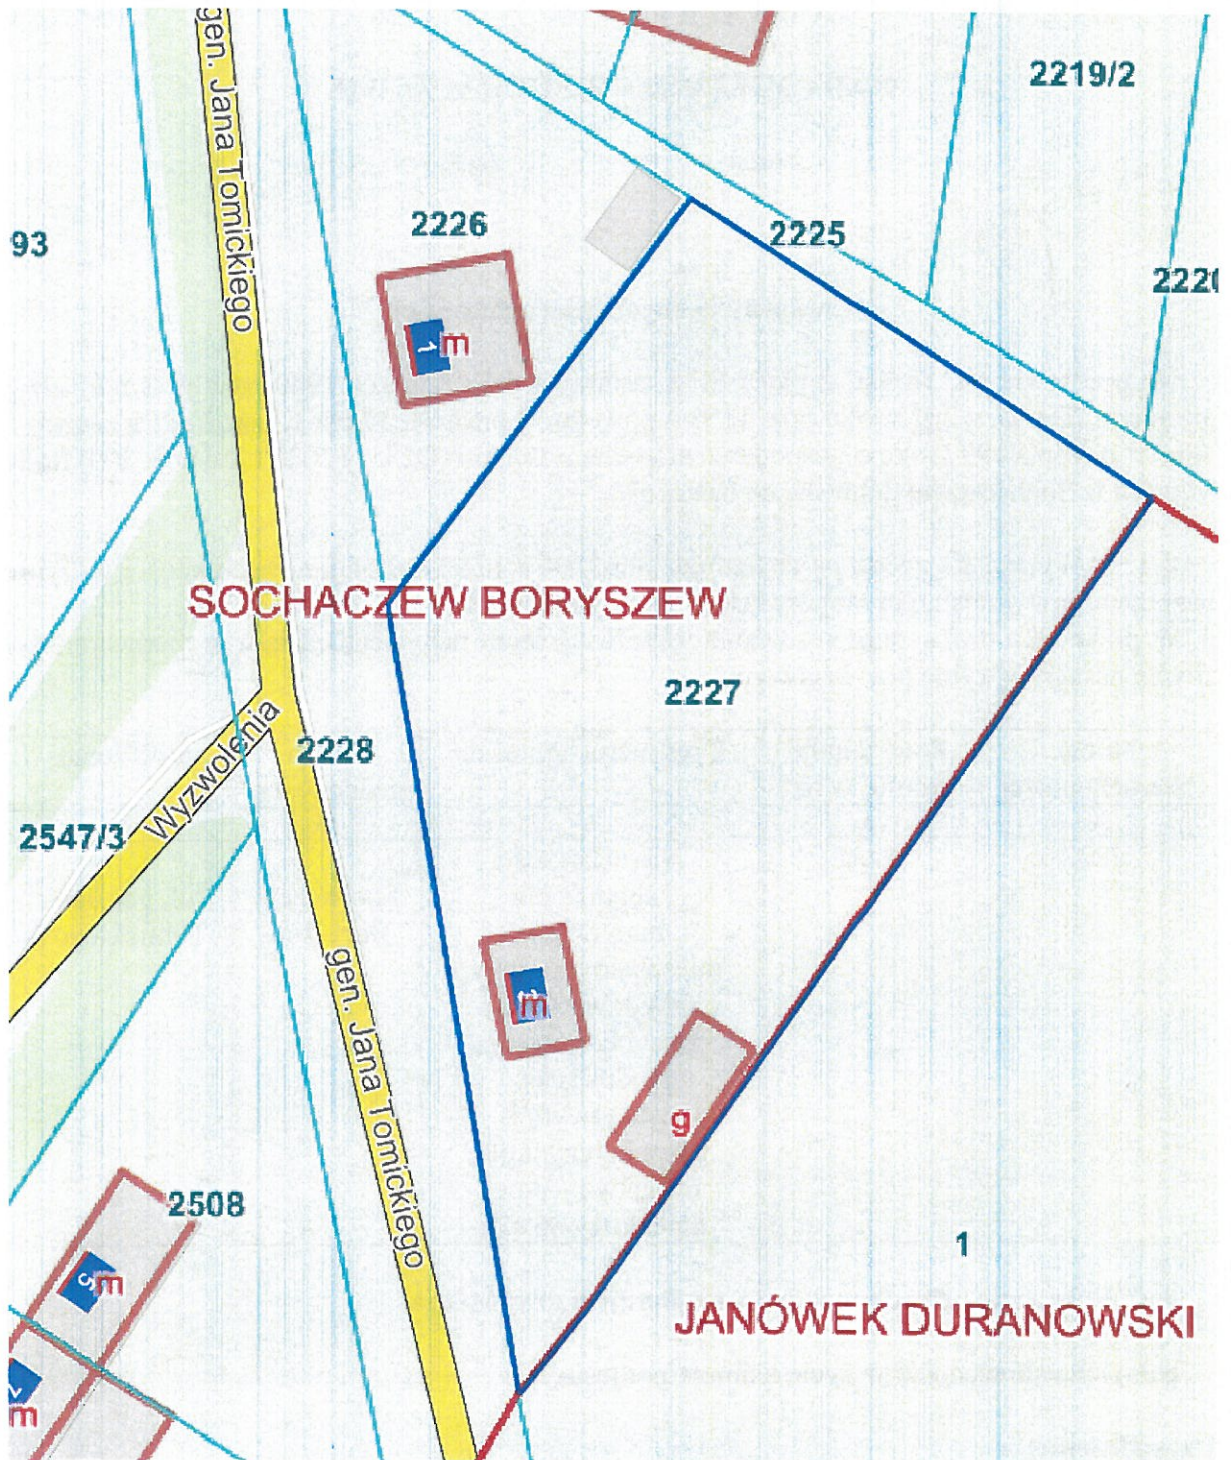 gen. Jana Tomickiego
2219/2
93
2226
2225
1
m
SOCHACZEW BORYSZEW
2227
2228
Wyzwolenia
2547/3
m
gen. Jana Tomickiego
g
2508
5
m
1
JANÓWEK DURANOWSKI
m